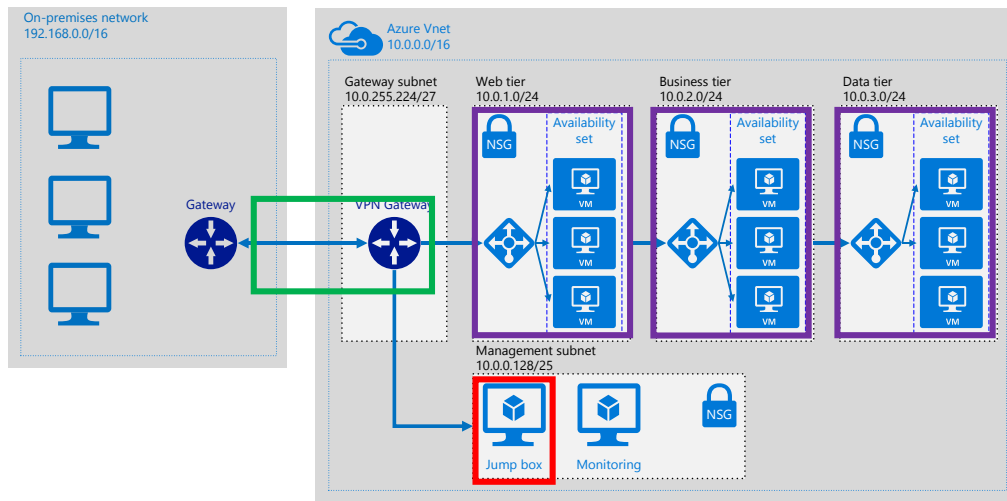 On-premises network
192.168.0.0/16
Gateway
Azure Vnet
10.0.0.0/16
Gateway subnet
10.0.255.224/27
VPN Gateway
Web tier
10.0.1.0/24
NSG
Availability
set
VM
VM
VM
Business tier
10.0.2.0/24
NSG
Availability
set
VM
VM
VM
Data tier
10.0.3.0/24
NSG
Availability
set
VM
VM
VM
Management subnet
10.0.0.128/25
Jump box
Monitoring
NSG